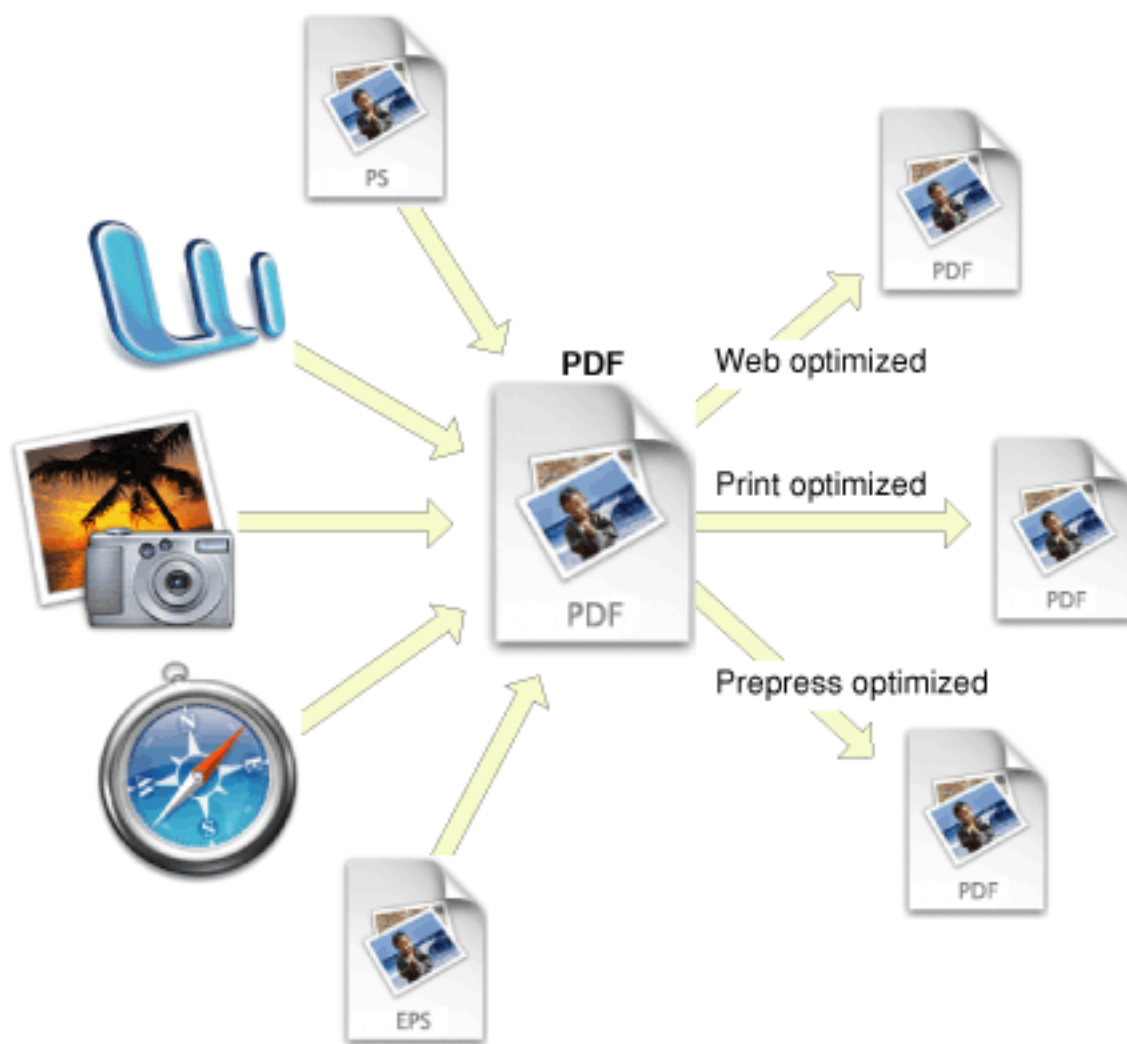 PS
PDF
PDF
Web optimized
Print optimized
PDF
PDF
Prepress optimized
N
E
S
W
PDF
EPS